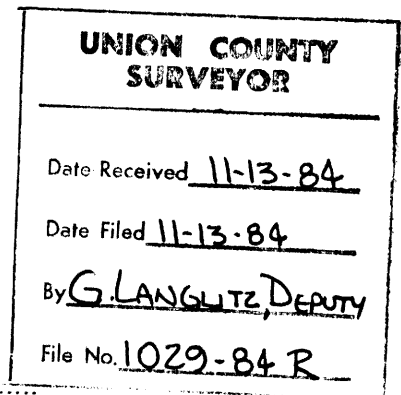 UNION COUNTY
SURVEYOR
Date Received 11-13-84
Date Filed 11-13-84
By G. LANGLITZ, DEPUTY
File No. 1029-84 R